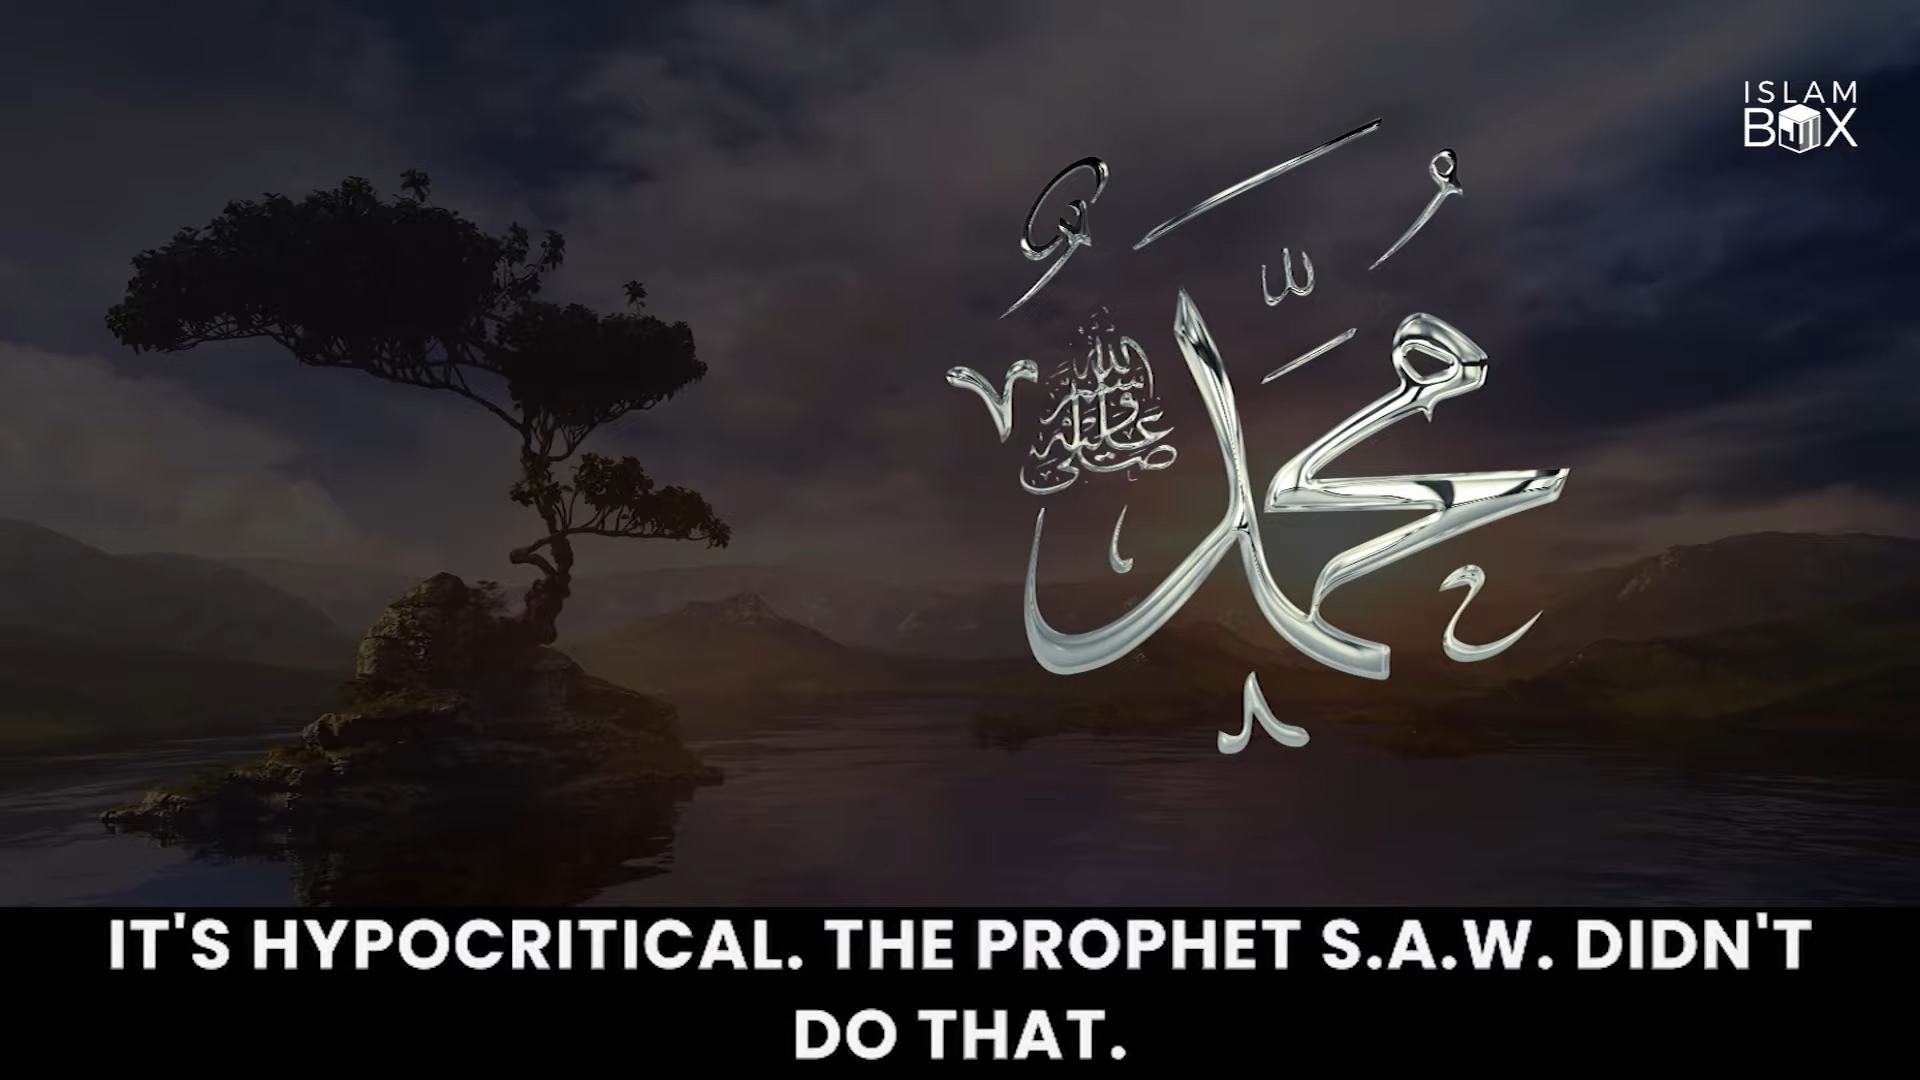 ISLAM
BOX
محمد
صلى الله عليه وسلم
IT'S HYPOCRITICAL. THE PROPHET S.A.W. DIDN'T
DO THAT.